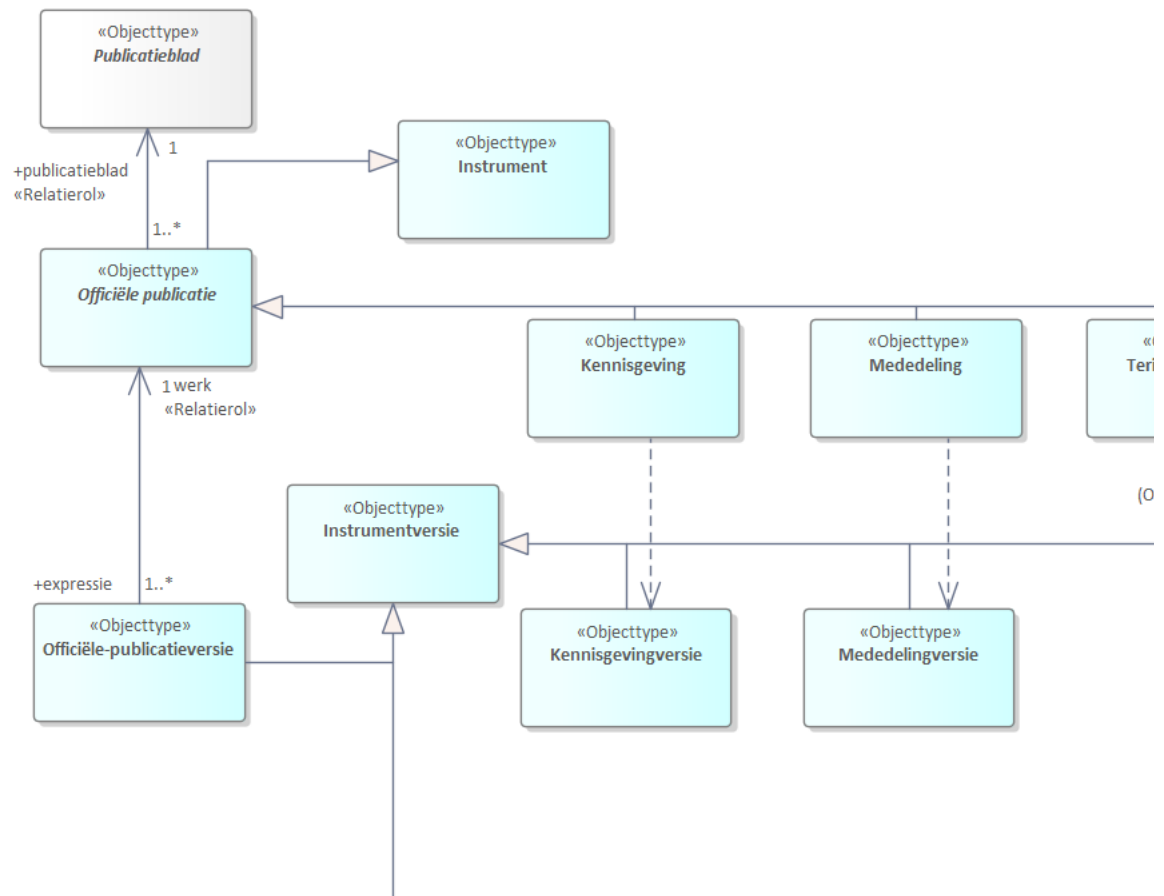 «Objecttype»
Publicatieblad
1
+publicatieblad
«Relatierol»
1..*
«Objecttype»
Instrument
«Objecttype»
Officiële publicatie
«Objecttype»
Kennisgeving
«Objecttype»
Mededeling
1 werk
«Relatierol»
«Objecttype»
Instrumentversie
+expressie
1..*
«Objecttype»
Officiële-publicatieversie
«Objecttype»
Kennisgevingversie
«Objecttype»
Mededelingversie